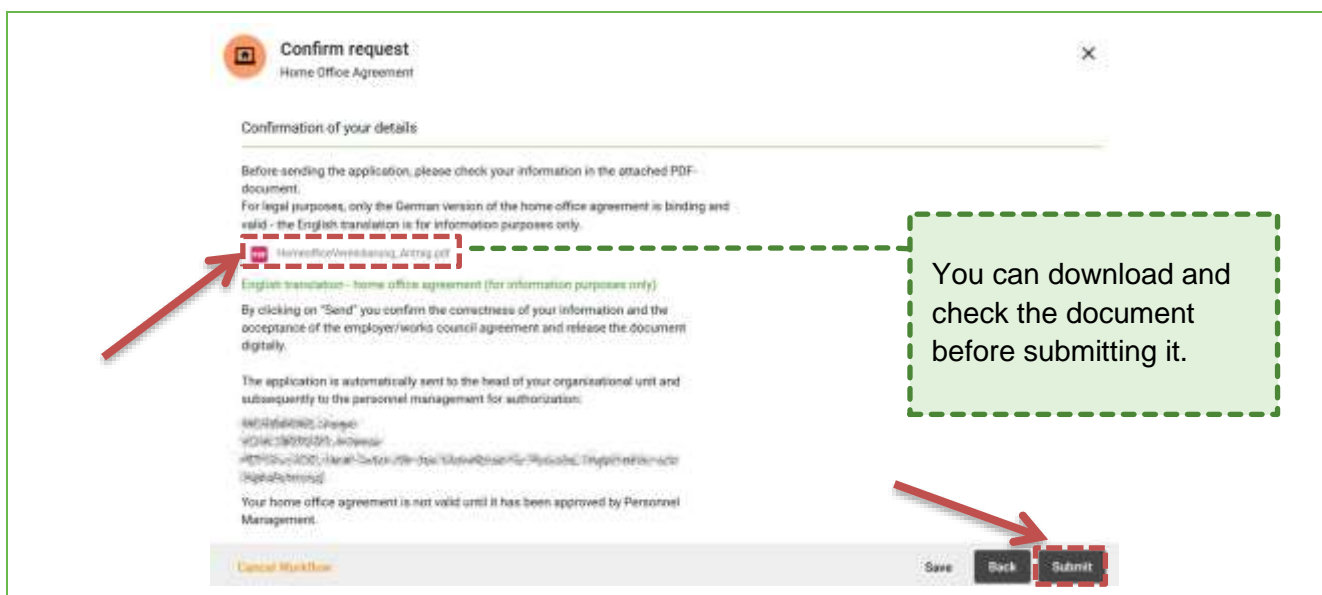 Confirm request
Home Office Agreement
Confirmation of your details
Before sending the application, please check your information in the attached PDF-
document.
For legal purposes, only the German version of the home office agreement is binding and
valid - the English translation is for information purposes only.
HomeofficeVereinbarung_Antrag.pdf
English translation - home office agreement (for information purposes only)
By clicking on "Send" you confirm the correctness of your information and the
acceptance of the employer/works council agreement and release the document
digitally.
You can download and
check the document
before submitting it.
The application is automatically sent to the head of your organisational unit and
subsequently to the personnel management for authorization:
Your home office agreement is not valid until it has been approved by Personnel
Management.
Cancel Workflow
Save
Back
Submit